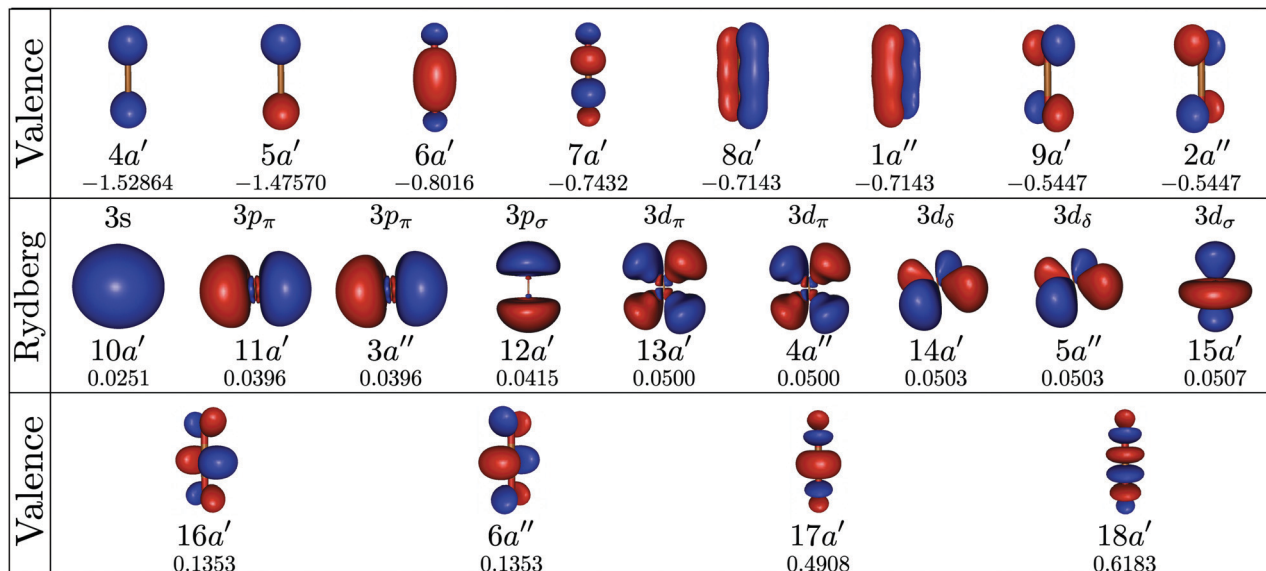 Valence
4a′ 5a′ 6a′ 7a′ 8a′ 1a″ 9a′ 2a″
−1.52864 −1.47570 −0.8016 −0.7432 −0.7143 −0.7143 −0.5447 −0.5447
Rydberg
3s 3pπ 3pπ 3pσ 3dπ 3dπ 3dδ 3dδ 3dσ
10a′ 11a′ 3a″ 12a′ 13a′ 4a″ 14a′ 5a″ 15a′
0.0251 0.0396 0.0396 0.0415 0.0500 0.0500 0.0503 0.0503 0.0507
Valence
16a′ 6a″ 17a′ 18a′
0.1353 0.1353 0.4908 0.6183